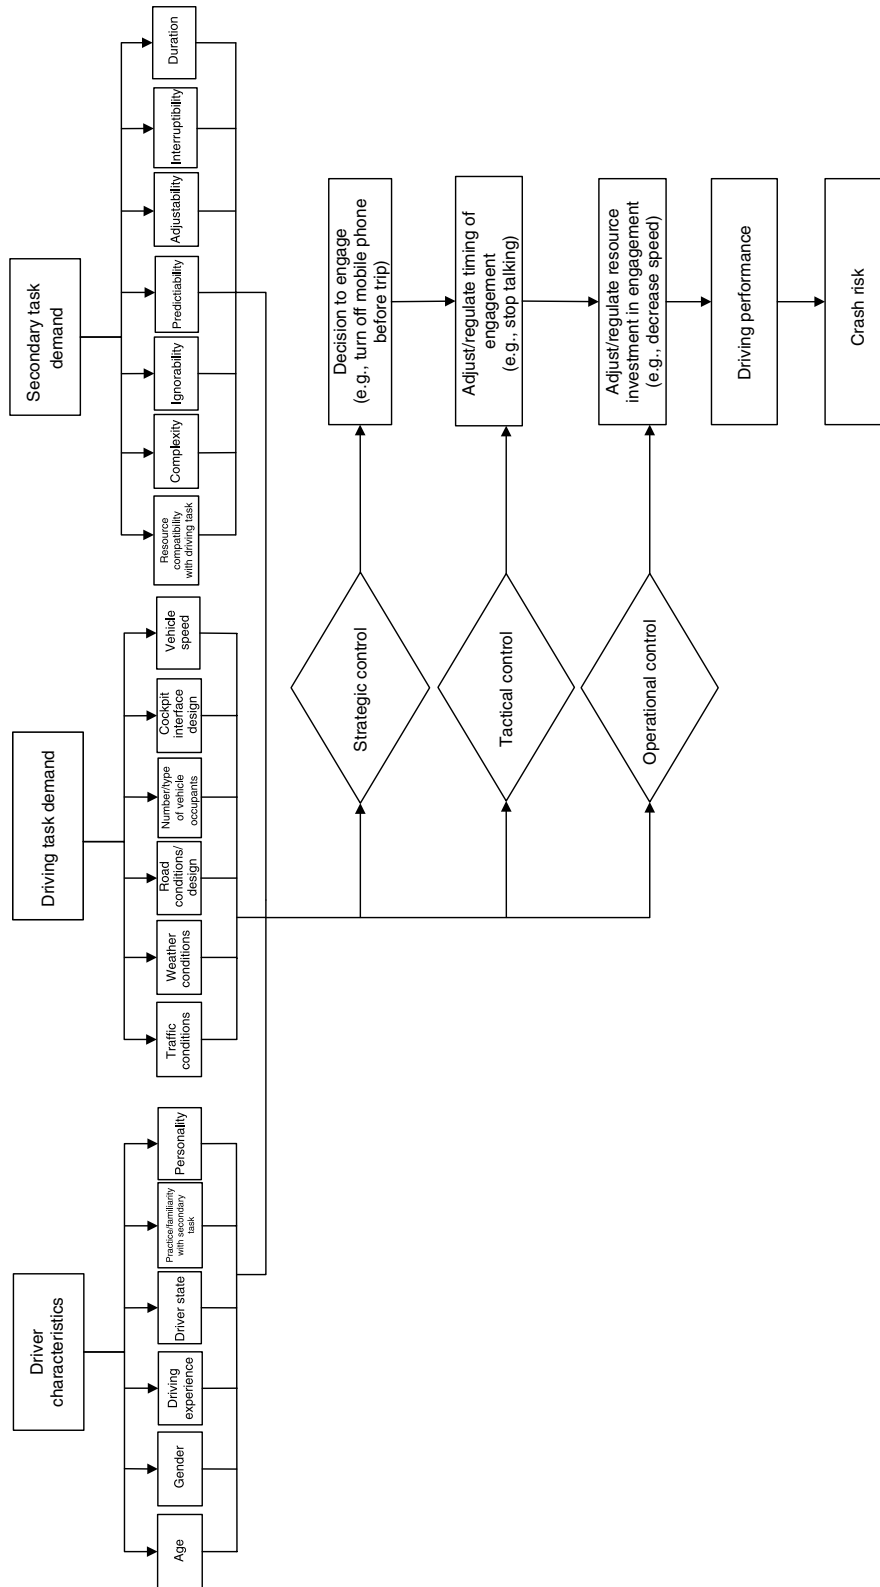 Driver
characteristics
Driving task demand
Secondary task
demand
Age
Gender
Driving
experience
Driver state
Practice/familiarity
with secondary
task
Personality
Traffic
conditions
Weather
conditions
Road
conditions/
design
Number/type
of vehicle
occupants
Cockpit
interface
design
Vehicle
speed
Resource
compatibility
with driving task
Complexity
Ignorability
Predictiability
Adjustability
Interruptibility
Duration
Strategic control
Decision to engage
(e.g., turn off mobile phone
before trip)
Tactical control
Adjust/regulate timing of
engagement
(e.g., stop talking)
Operational control
Adjust/regulate resource
investment in engagement
(e.g., decrease speed)
Driving performance
Crash risk